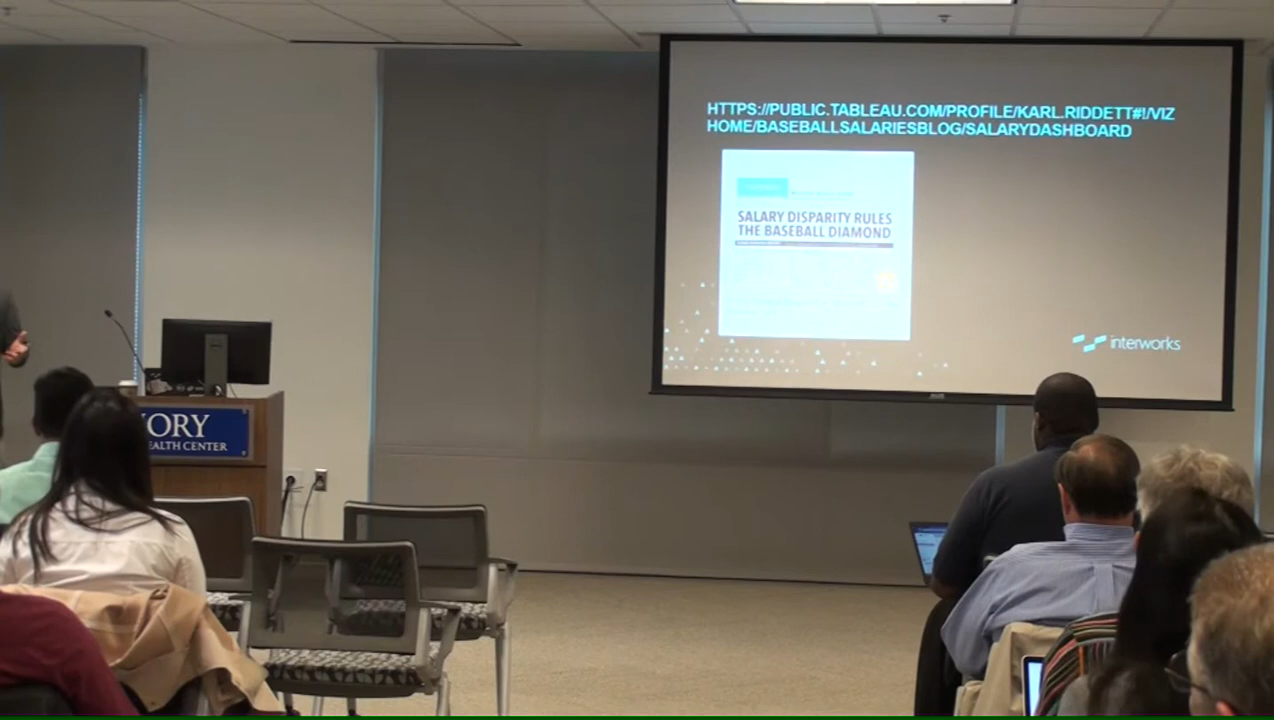 HTTPS://PUBLIC.TABLEAU.COM/PROFILE/KARL.RIDDETT#!/VIZ
HOME/BASEBALLSALARIESBLOG/SALARYDASHBOARD
SALARY DISPARITY RULES
THE BASEBALL DIAMOND
interworks
ORY
EALTH CENTER